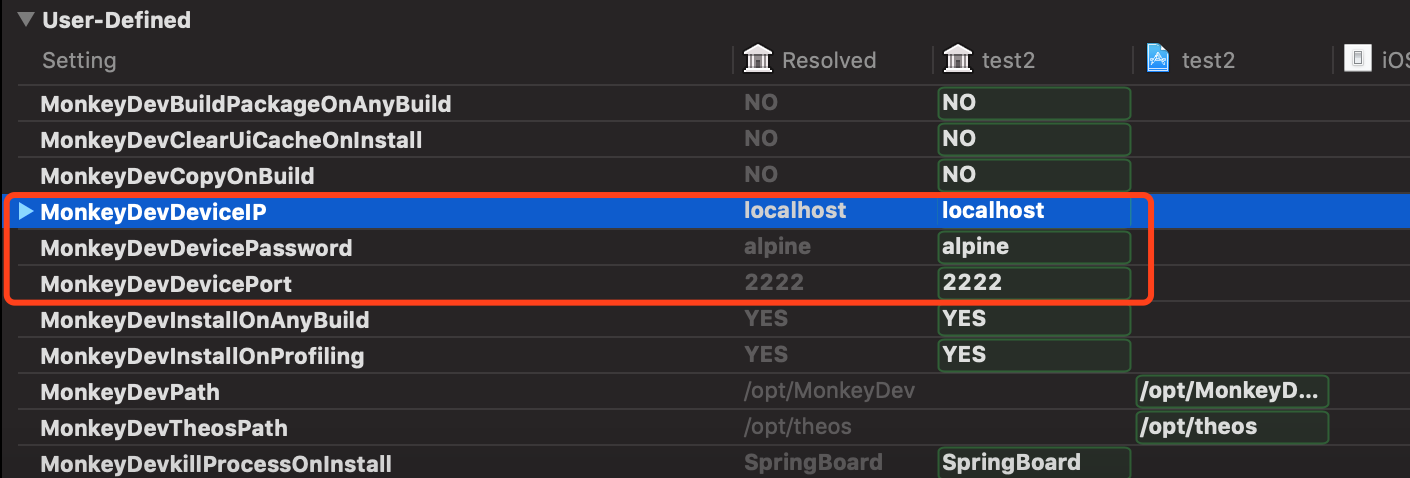 User-Defined
Setting Resolved test2 test2 iOS
MonkeyDevBuildPackageOnAnyBuild NO NO
MonkeyDevClearUiCacheOnInstall NO NO
MonkeyDevCopyOnBuild NO NO
MonkeyDevDeviceIP localhost localhost
MonkeyDevDevicePassword alpine alpine
MonkeyDevDevicePort 2222 2222
MonkeyDevInstallOnAnyBuild YES YES
MonkeyDevInstallOnProfiling YES YES
MonkeyDevPath /opt/MonkeyDev /opt/MonkeyD...
MonkeyDevTheosPath /opt/theos /opt/theos
MonkeyDevkillProcessOnInstall SpringBoard SpringBoard